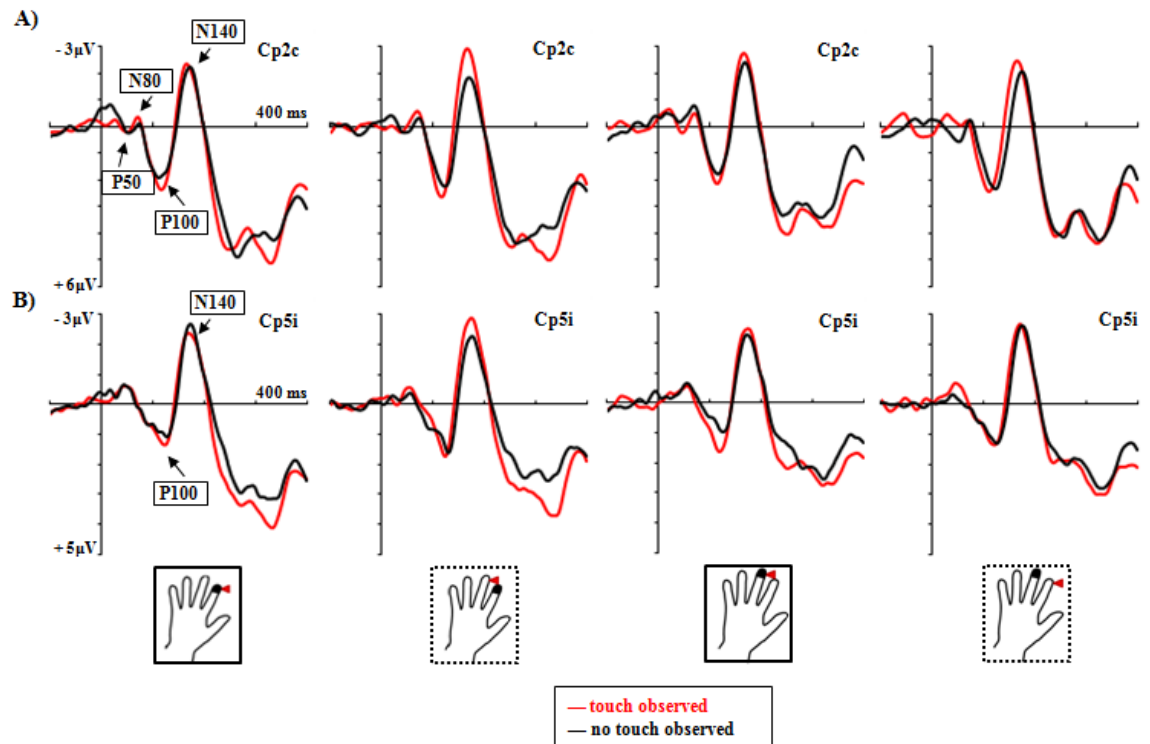 A)
-3µV
N140
Cp2c
Cp2c
Cp2c
Cp2c
N80
400 ms
P50
P100
+6µV
B)
-3µV
N140
Cp5i
Cp5i
Cp5i
Cp5i
400 ms
P100
+5µV
touch observed
no touch observed